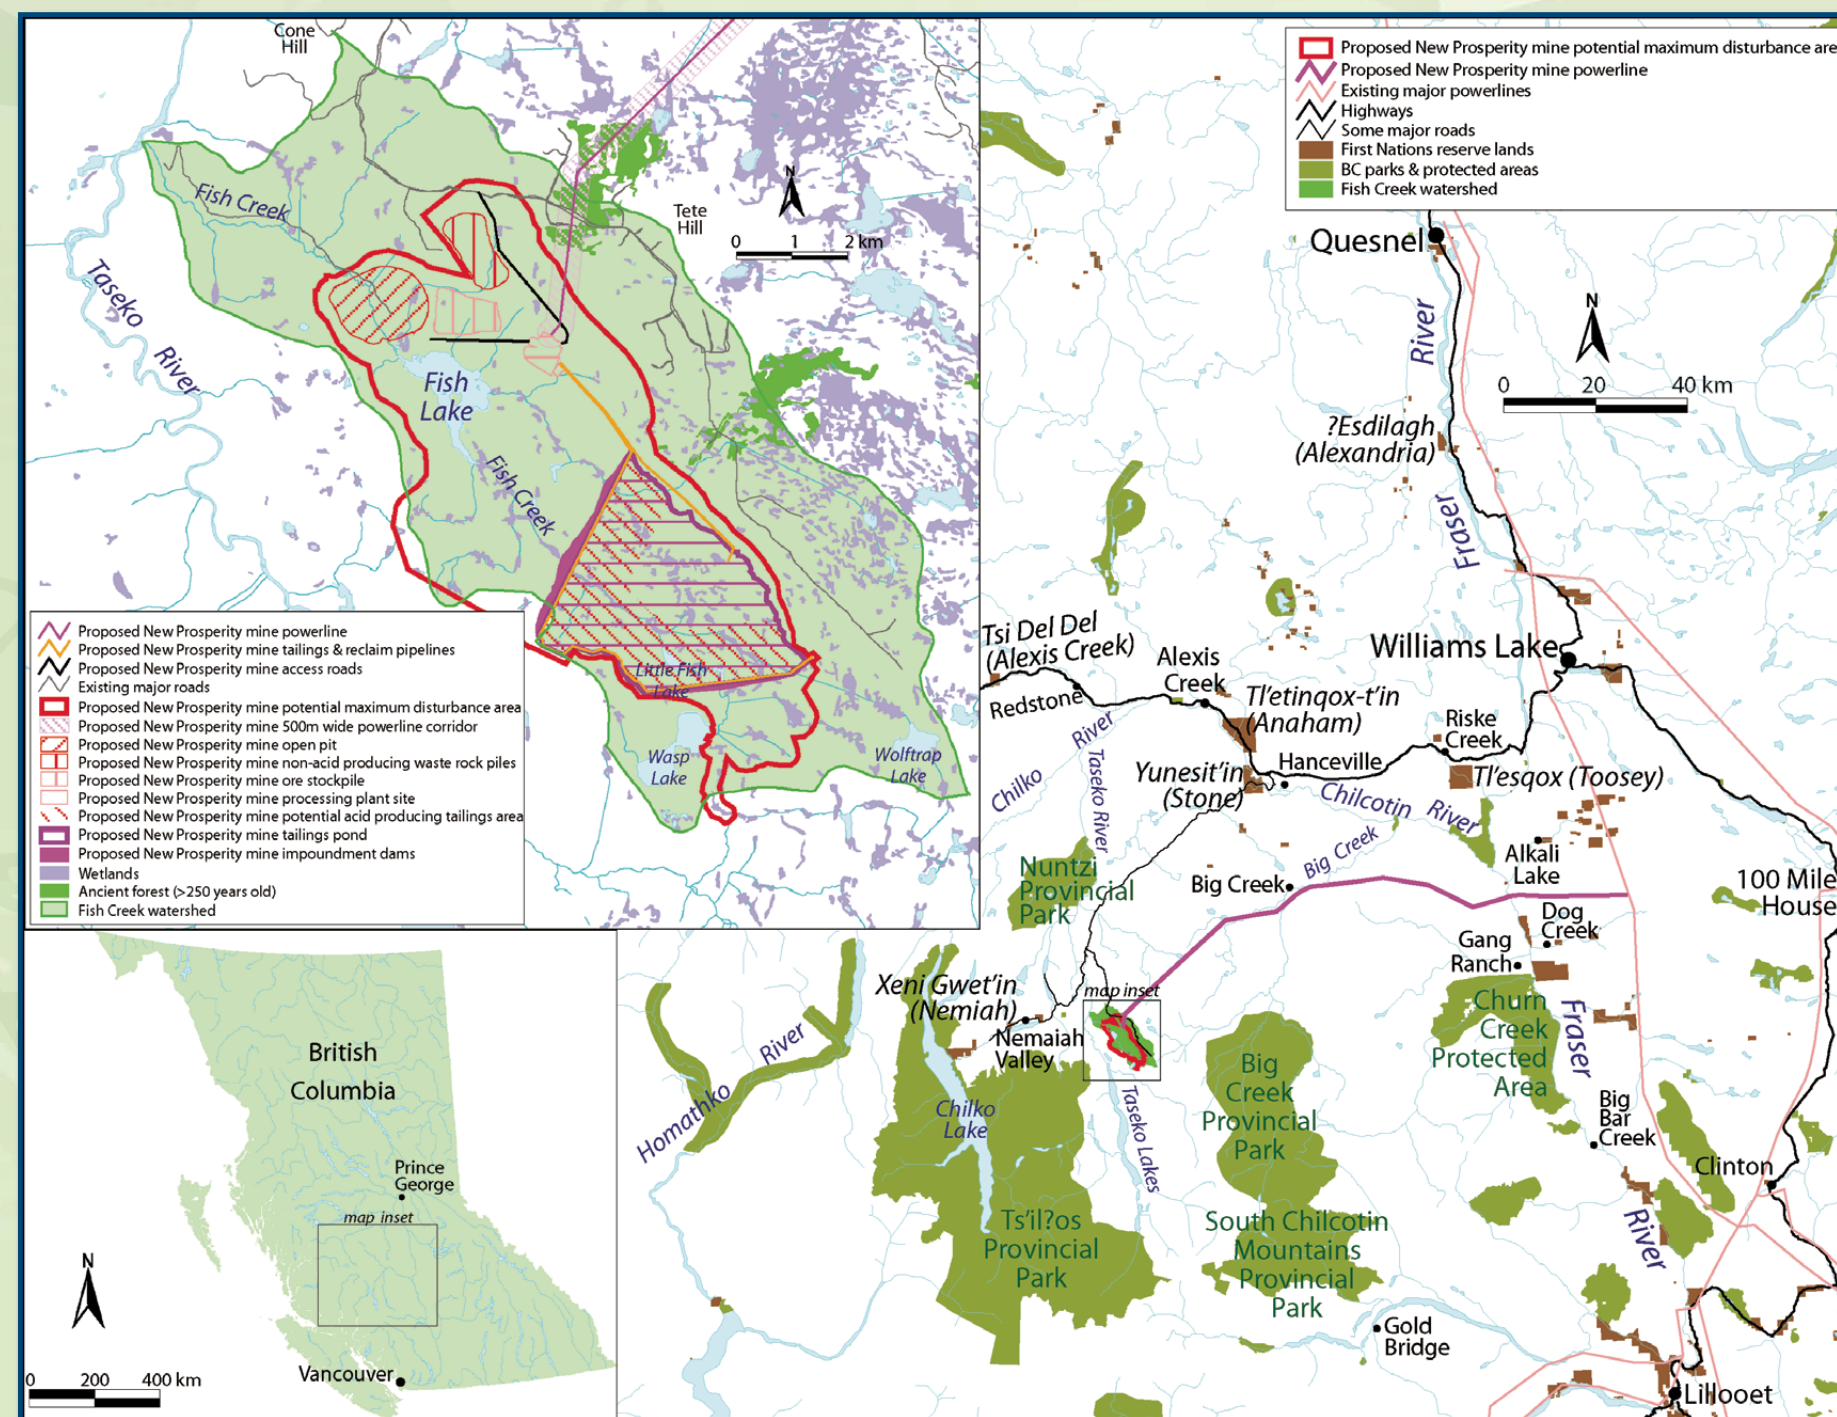 Cone
Hill
Fish Creek
Taseko
River
Tete
Hill
N
0 1 2 km
Fish
Lake
Fish Creek
Little Fish
Lake
Wasp
Lake
Wolftrap
Lake
Proposed New Prosperity mine powerline
Proposed New Prosperity mine tailings & reclaim pipelines
Proposed New Prosperity mine access roads
Existing major roads
Proposed New Prosperity mine potential maximum disturbance area
Proposed New Prosperity mine 500m wide powerline corridor
Proposed New Prosperity mine open pit
Proposed New Prosperity mine non-acid producing waste rock piles
Proposed New Prosperity mine ore stockpile
Proposed New Prosperity mine processing plant site
Proposed New Prosperity mine potential acid producing tailings area
Proposed New Prosperity mine tailings pond
Proposed New Prosperity mine impoundment dams
Wetlands
Ancient forest (>250 years old)
Fish Creek watershed
British
Columbia
Prince
George
map inset
N
Vancouver
0 200 400 km
Proposed New Prosperity mine potential maximum disturbance are
Proposed New Prosperity mine powerline
Existing major powerlines
Highways
Some major roads
First Nations reserve lands
BC parks & protected areas
Fish Creek watershed
Quesnel
River
N
0 20 40 km
?Esdilagh
(Alexandria)
Fraser
Tsi Del Del
(Alexis Creek)
Alexis
Creek
Williams Lake
Redstone
Tl'etinqox-t'in
(Anaham)
Riske
Creek
River
Chilko
Taseko River
Hanceville
Yunesit'in
(Stone)
Tl'esqox (Toosey)
Chilcotin River
Big Creek
Alkali
Lake
Nuntzi
Provincial
Park
Big Creek
100 Mile
House
Dog
Creek
Gang
Ranch
Xeni Gwet'in
(Nemiah)
map inset
Nemaiah
Valley
Churn
Creek
Protected
Area
Fraser
River
Homathko
Chilko
Lake
Taseko Lakes
Big
Creek
Provincial
Park
Big
Bar
Creek
Clinton
Ts'il?os
Provincial
Park
South Chilcotin
Mountains
Provincial
Park
River
Gold
Bridge
Lillooet